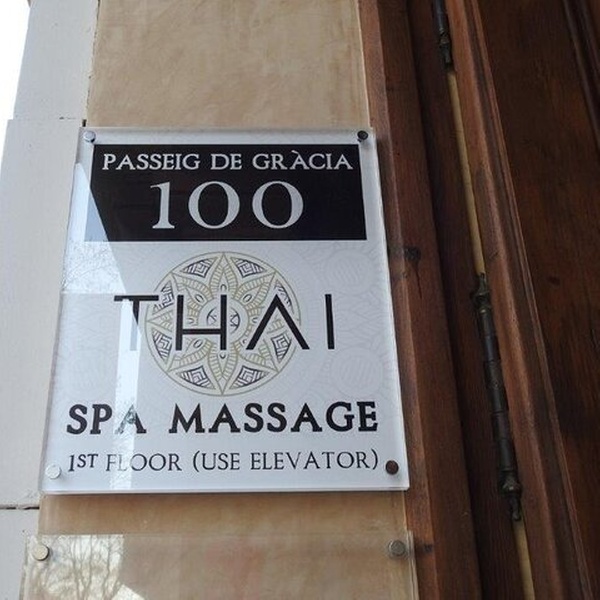 PASSEIG DE GRÀCIA
100
THAI
SPA MASSAGE
1ST FLOOR (USE ELEVATOR)